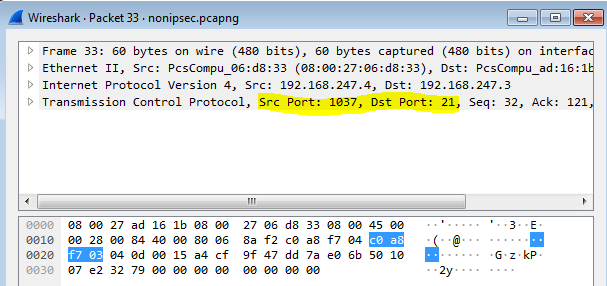 Wireshark · Packet 33 · nonipsec.pcapng
Frame 33: 60 bytes on wire (480 bits), 60 bytes captured (480 bits) on interfac
Ethernet II, Src: PcsCompu_06:d8:33 (08:00:27:06:d8:33), Dst: PcsCompu_ad:16:1b
Internet Protocol Version 4, Src: 192.168.247.4, Dst: 192.168.247.3
Transmission Control Protocol, Src Port: 1037, Dst Port: 21, Seq: 32, Ack: 121,
0000 08 00 27 ad 16 1b 08 00 27 06 d8 33 08 00 45 00 ··'·····'··3··E·
0010 00 28 00 84 40 00 80 06 8a f2 c0 a8 f7 04 c0 a8 ·(··@···········
0020 f7 03 04 0d 00 15 a4 cf 9f 47 dd 7a e0 6b 50 10 ·········G·z·kP·
0030 07 e2 32 79 00 00 00 00 00 00 00 00 ··2y········